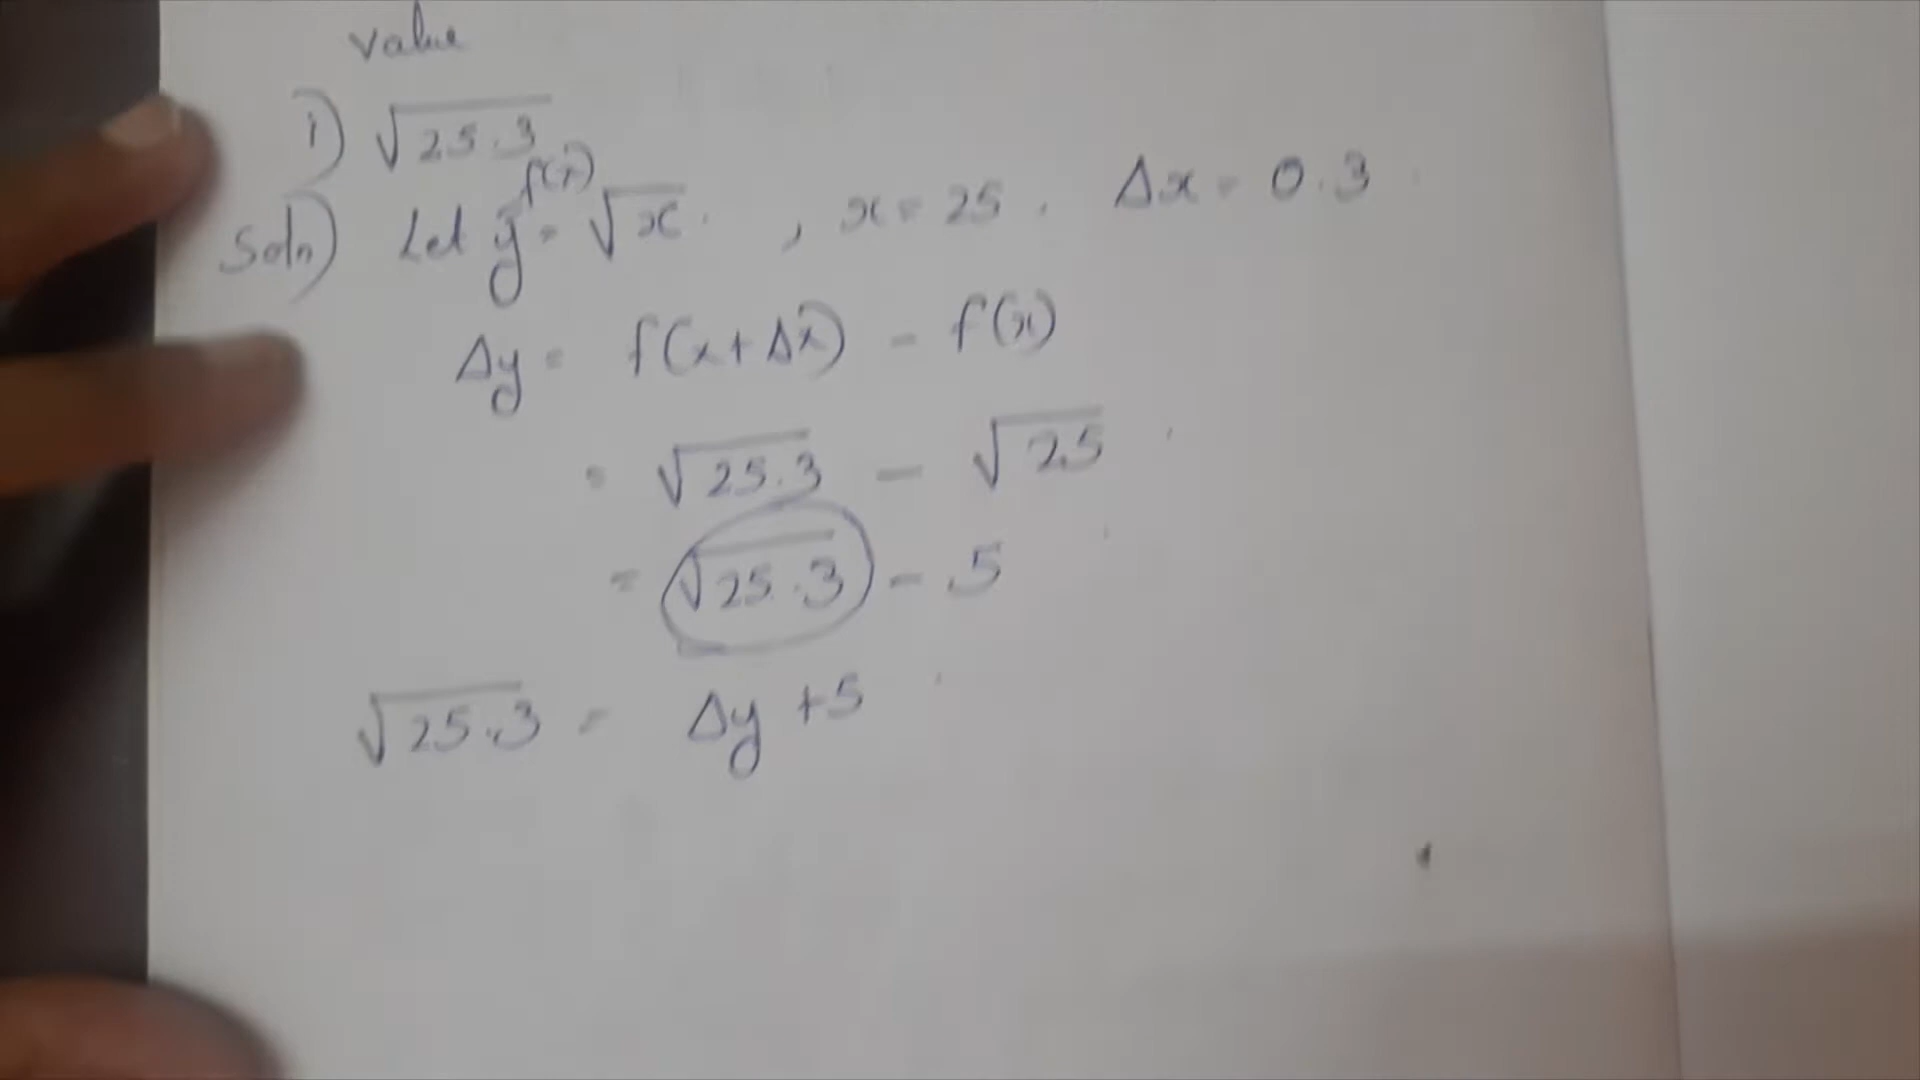 Value
i) √25.3
Soln) Let y = f(x) = √x , x = 25 , Δx = 0.3
Δy = f(x+Δx) - f(x)
= √25.3 - √25
= √25.3 - 5
√25.3 = Δy + 5